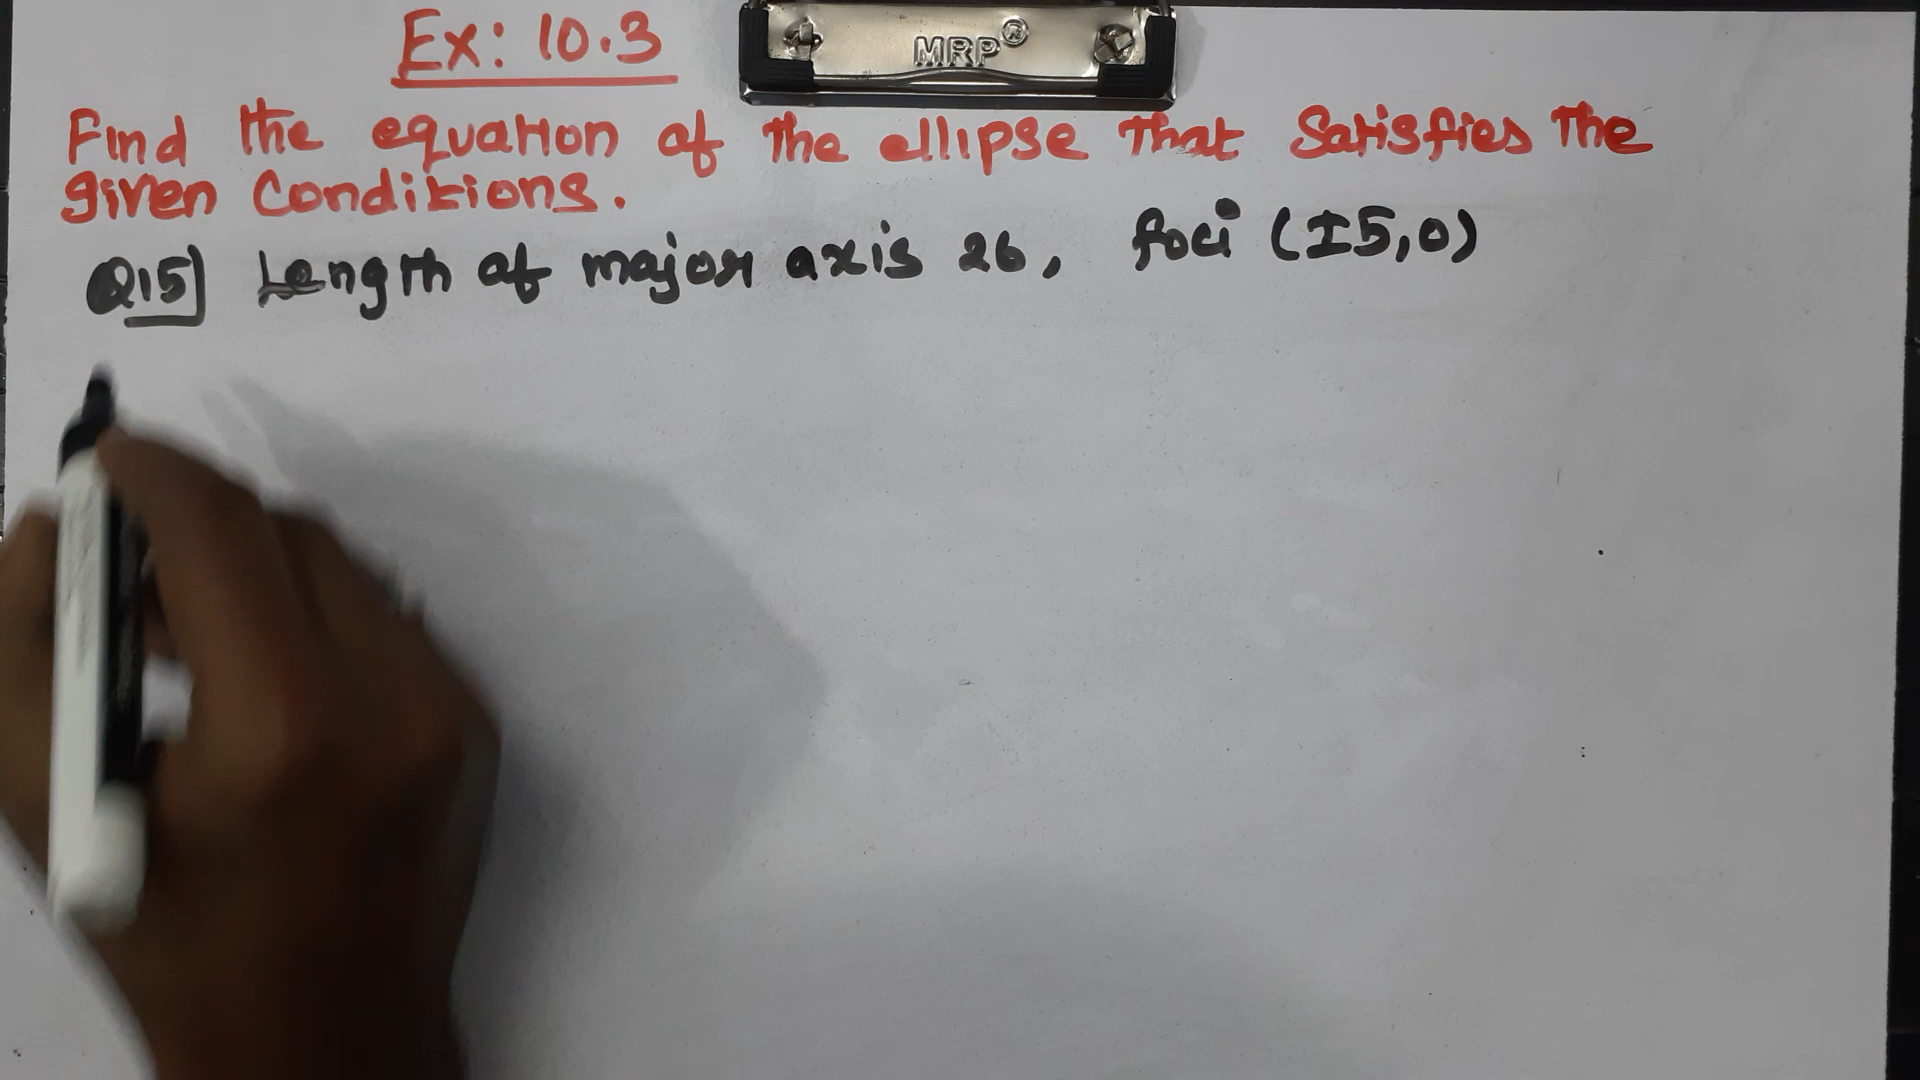 Ex: 10.3
MRP®
Find the equation of the ellipse that satisfies the
given conditions.
Q15] Length of major axis 26, foci (±5,0)